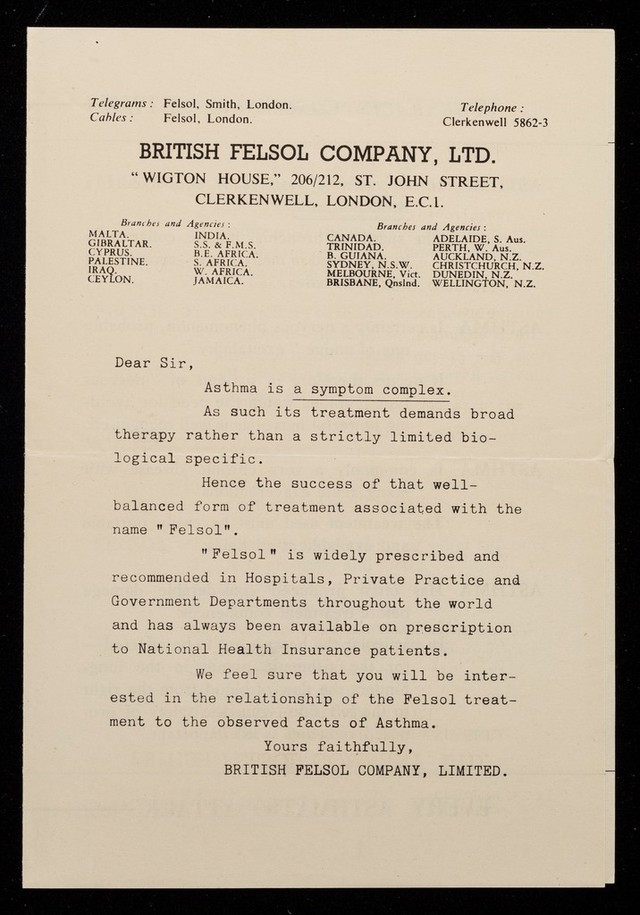 Telegrams : Felsol, Smith, London.
Cables : Felsol, London.
Telephone :
Clerkenwell 5862-3
BRITISH FELSOL COMPANY, LTD.
"WIGTON HOUSE," 206/212, ST. JOHN STREET,
CLERKENWELL, LONDON, E.C.1.
Branches and Agencies :
MALTA. INDIA.
GIBRALTAR. S.S. & F.M.S.
CYPRUS. B.E. AFRICA.
PALESTINE. S. AFRICA.
IRAQ. W. AFRICA.
CEYLON. JAMAICA.
Branches and Agencies :
CANADA. ADELAIDE, S. Aus.
TRINIDAD. PERTH, W. Aus.
B. GUIANA. AUCKLAND, N.Z.
SYDNEY, N.S.W. CHRISTCHURCH, N.Z.
MELBOURNE, Vict. DUNEDIN, N.Z.
BRISBANE, Qnslnd. WELLINGTON, N.Z.
Dear Sir,
Asthma is a symptom complex.
As such its treatment demands broad
therapy rather than a strictly limited bio-
logical specific.
Hence the success of that well-
balanced form of treatment associated with the
name "Felsol".
"Felsol" is widely prescribed and
recommended in Hospitals, Private Practice and
Government Departments throughout the world
and has always been available on prescription
to National Health Insurance patients.
We feel sure that you will be inter-
ested in the relationship of the Felsol treat-
ment to the observed facts of Asthma.
Yours faithfully,
BRITISH FELSOL COMPANY, LIMITED.